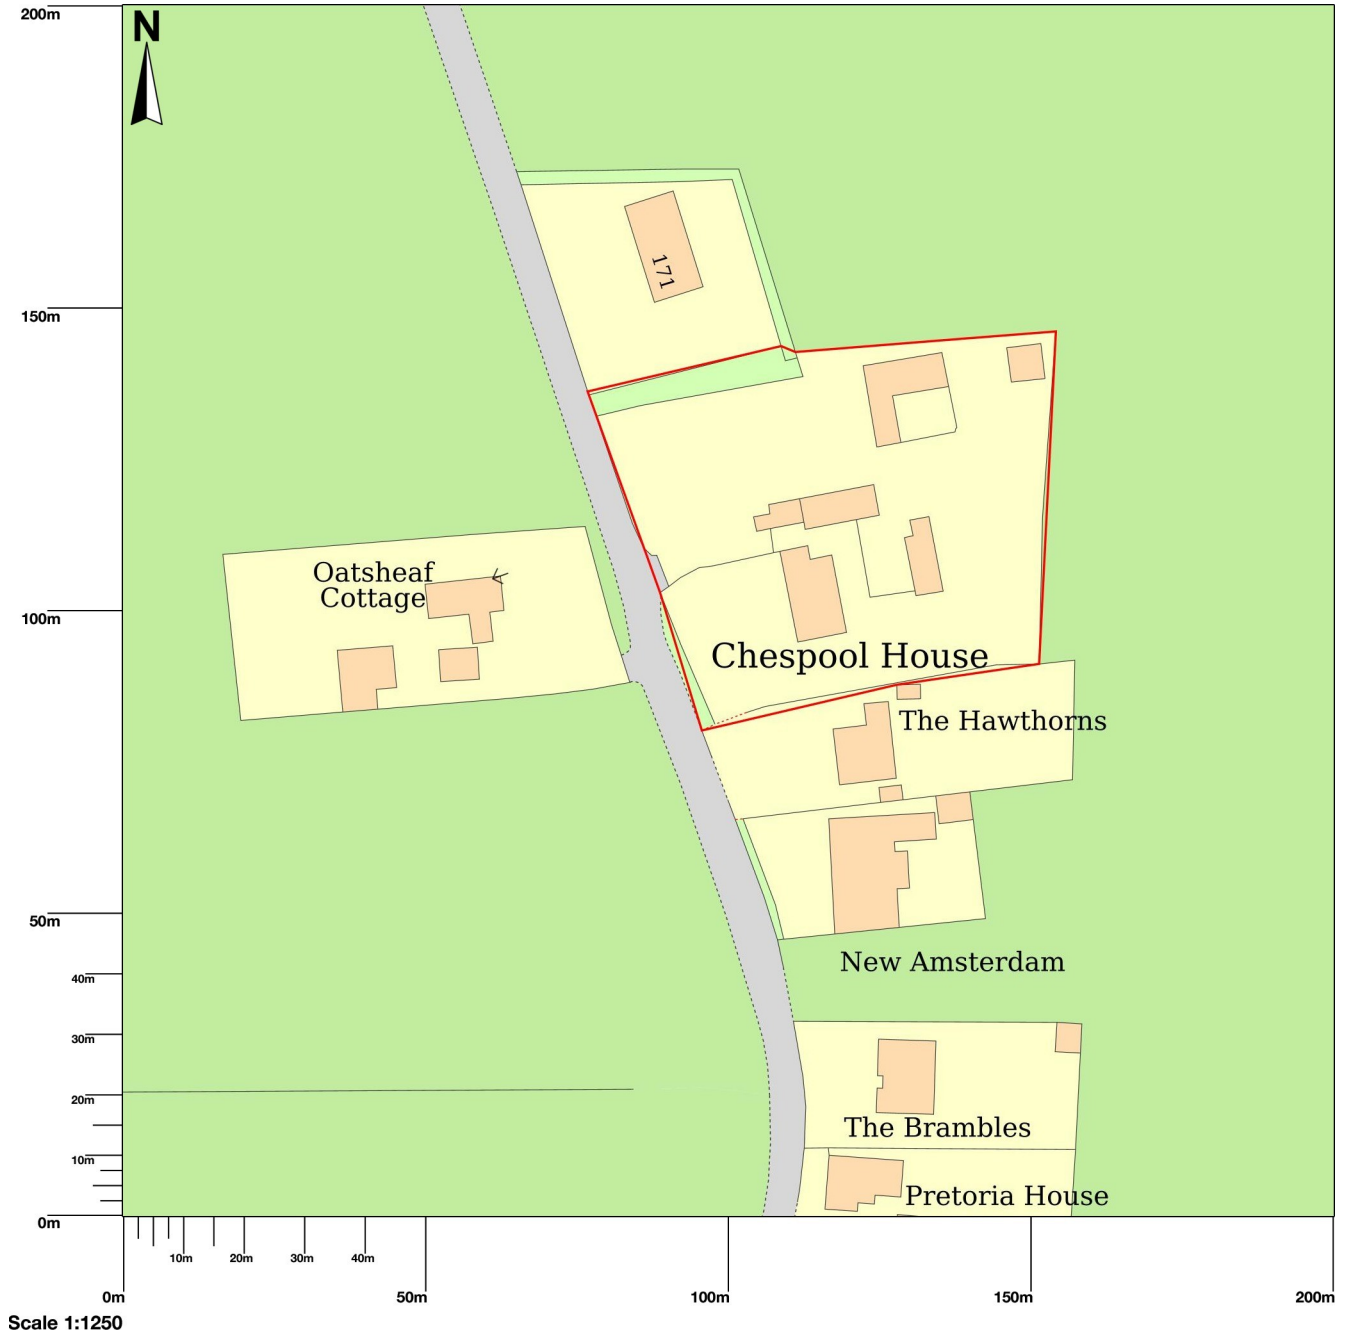 200m
N
171
150m
Oatsheaf
Cottage
100m
Chespool House
The Hawthorns
50m
New Amsterdam
40m
30m
20m
The Brambles
10m
Pretoria House
0m
10m
20m
30m
40m
0m
50m
100m
150m
200m
Scale 1:1250